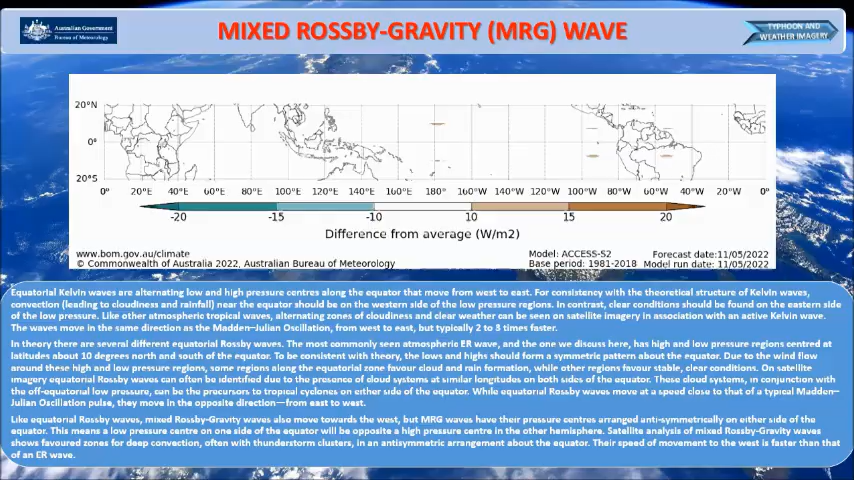 Australian Government
Bureau of Meteorology
MIXED ROSSBY-GRAVITY (MRG) WAVE
TYPHOON AND
WEATHER IMAGERY
20°N
0°
20°S
0° 20°E 40°E 60°E 80°E 100°E 120°E 140°E 160°E 180° 160°W 140°W 120°W 100°W 80°W 60°W 40°W 20°W 0°
-20 -15 -10 10 15 20
Difference from average (W/m2)
www.bom.gov.au/climate
© Commonwealth of Australia 2022, Australian Bureau of Meteorology
Model: ACCESS-S2 Forecast date:11/05/2022
Base period: 1981-2018 Model run date: 11/05/2022
Equatorial Kelvin waves are alternating low and high pressure centres along the equator that move from west to east. For consistency with the theoretical structure of Kelvin waves,
convection (leading to cloudiness and rainfall) near the equator should be on the western side of the low pressure regions. In contrast, clear conditions should be found on the eastern side
of the low pressure. Like other atmospheric tropical waves, alternating zones of cloudiness and clear weather can be seen on satellite imagery in association with an active Kelvin wave.
The waves move in the same direction as the Madden–Julian Oscillation, from west to east, but typically 2 to 3 times faster.
In theory there are several different equatorial Rossby waves. The most commonly seen atmospheric ER wave, and the one we discuss here, has high and low pressure regions centred at
latitudes about 10 degrees north and south of the equator. To be consistent with theory, the lows and highs should form a symmetric pattern about the equator. Due to the wind flow
around these high and low pressure regions, some regions along the equatorial zone favour cloud and rain formation, while other regions favour stable, clear conditions. On satellite
imagery equatorial Rossby waves can often be identified due to the presence of cloud systems at similar longitudes on both sides of the equator. These cloud systems, in conjunction with
the off-equatorial low pressure, can be the precursors to tropical cyclones on either side of the equator. While equatorial Rossby waves move at a speed close to that of a typical Madden–
Julian Oscillation pulse, they move in the opposite direction—from east to west.
Like equatorial Rossby waves, mixed Rossby-Gravity waves also move towards the west, but MRG waves have their pressure centres arranged anti-symmetrically on either side of the
equator. This means a low pressure centre on one side of the equator will be opposite a high pressure centre in the other hemisphere. Satellite analysis of mixed Rossby-Gravity waves
shows favoured zones for deep convection, often with thunderstorm clusters, in an antisymmetric arrangement about the equator. Their speed of movement to the west is faster than that
of an ER wave.